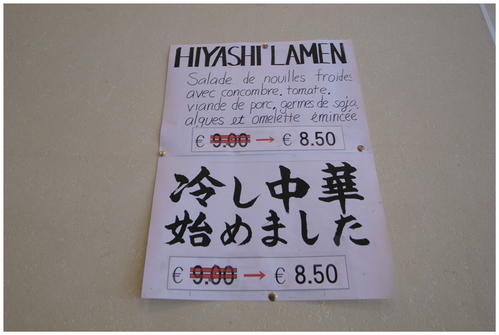 HIYASHI LAMEN
Salade de nouilles froides
avec concombre, tomate,
viande de porc, germes de soja,
algues et omelette émincée
€ 9.00 → € 8.50
冷し中華
始めました
€ 9.00 → € 8.50